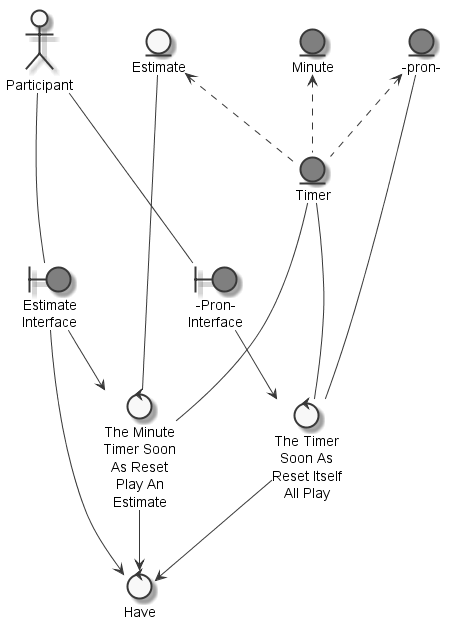 Participant
Estimate
Minute
-pron-
Timer
Estimate
Interface
-Pron-
Interface
The Minute
Timer Soon
As Reset
Play An
Estimate
The Timer
Soon As
Reset Itself
All Play
Have